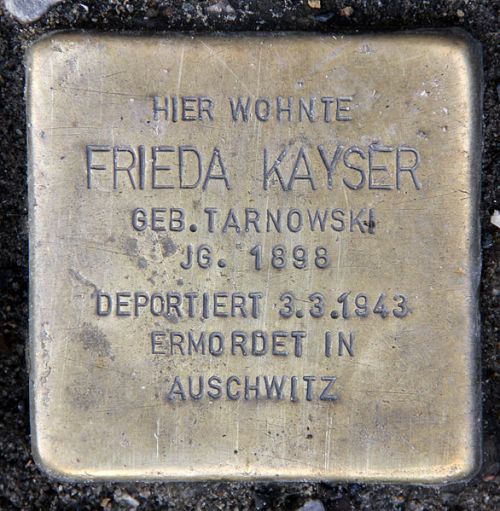 HIER WOHNTE
FRIEDA KAYSER
GEB. TARNOWSKI
JG. 1898
DEPORTIERT 3.3.1943
ERMORDET IN
AUSCHWITZ